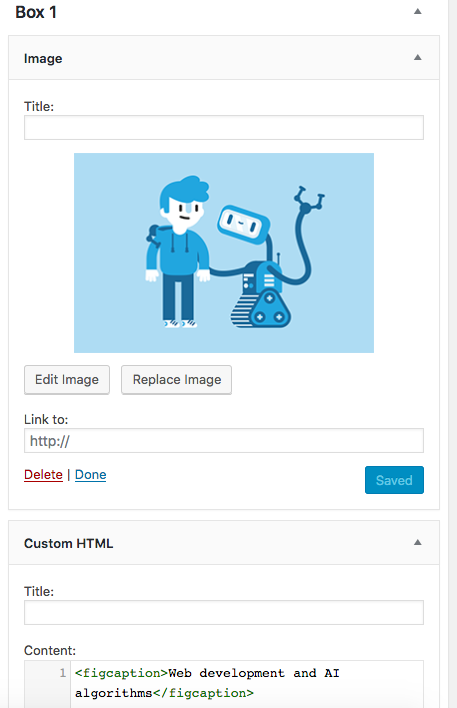 Box 1
Image
Title:
Edit Image Replace Image
Link to:
http://
Delete | Done Saved
Custom HTML
Title:
Content:
1 <figcaption>Web development and AI
algorithms</figcaption>